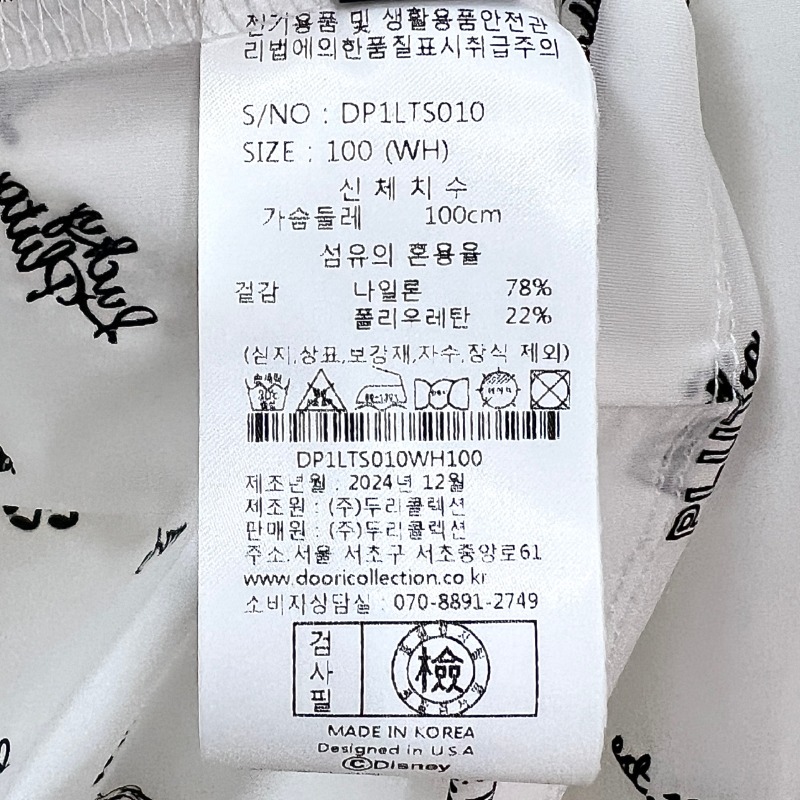 전기용품 및 생활용품안전관
리법에의한품질표시취급주의
S/NO : DP1LTS010
SIZE : 100 (WH)
신 체 치 수
가슴둘레 100cm
섬유의 혼용율
겉감 나일론 78%
폴리우레탄 22%
(심지,상표,보강재,자수,장식 제외)
DP1LTS010WH100
제조년월 : 2024년 12월
제조원 : (주)두리콜렉션
판매원 : (주)두리콜렉션
주소.서울 서초구 서초중앙로61
www.dooricollection.co.kr
소비자상담실 : 070-8891-2749
검
사
필
檢
MADE IN KOREA
Designed in U.S.A
©Disney